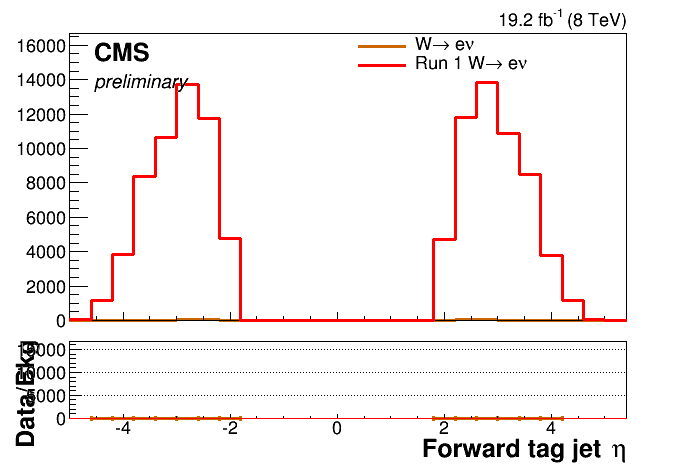 19.2 fb⁻¹ (8 TeV)
CMS
preliminary
W→ eν
Run 1 W→ eν
16000
14000
12000
10000
8000
6000
4000
2000
0
Data/Bkg
5000
0
-4 -2 0 2 4
Forward tag jet η